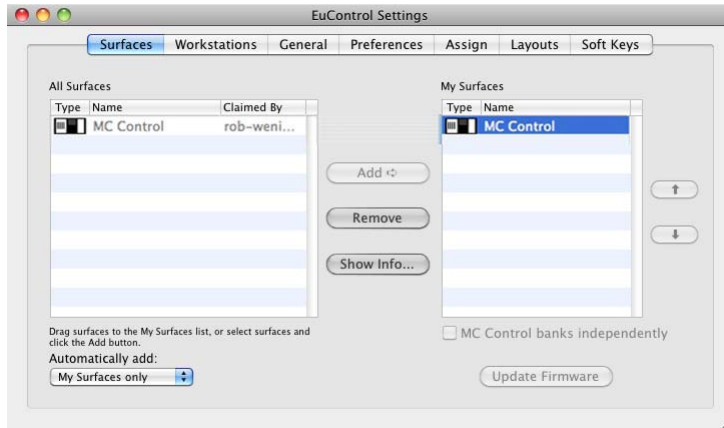 EuControl Settings
Surfaces Workstations General Preferences Assign Layouts Soft Keys
All Surfaces
Type Name Claimed By
MC Control rob-weni...
My Surfaces
Type Name
MC Control
Add
Remove
Show Info...
Drag surfaces to the My Surfaces list, or select surfaces and
click the Add button.
Automatically add:
My Surfaces only
MC Control banks independently
Update Firmware